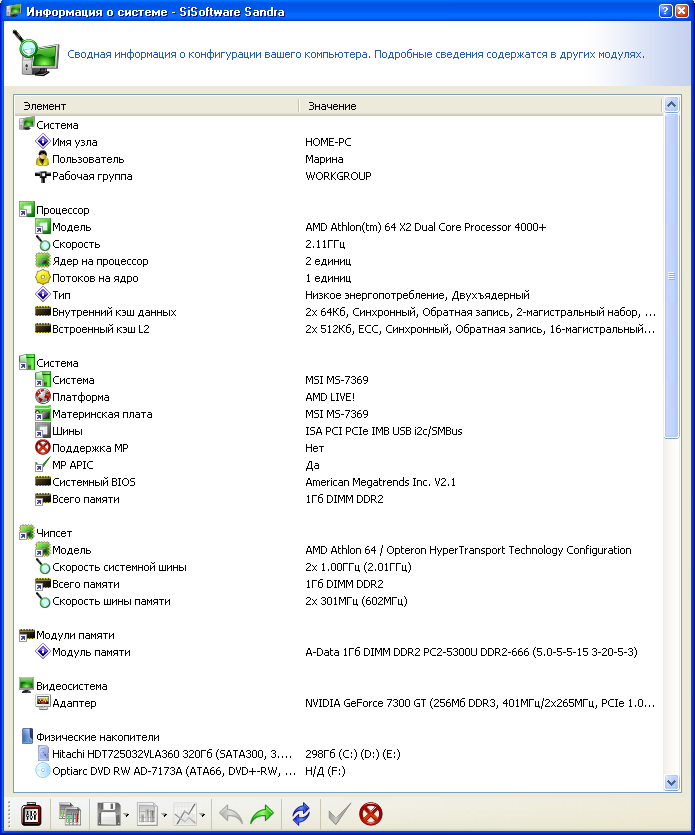 Информация о системе - SiSoftware Sandra
Сводная информация о конфигурации вашего компьютера. Подробные сведения содержатся в других модулях.
Элемент Значение
Система
Имя узла HOME-PC
Пользователь Марина
Рабочая группа WORKGROUP
Процессор
Модель AMD Athlon(tm) 64 X2 Dual Core Processor 4000+
Скорость 2.11ГГц
Ядер на процессор 2 единиц
Потоков на ядро 1 единиц
Тип Низкое энергопотребление, Двухъядерный
Внутренний кэш данных 2x 64Кб, Синхронный, Обратная запись, 2-магистральный набор, ...
Встроенный кэш L2 2x 512Кб, ECC, Синхронный, Обратная запись, 16-магистральный...
Система
Система MSI MS-7369
Платформа AMD LIVE!
Материнская плата MSI MS-7369
Шины ISA PCI PCIe IMB USB i2c/SMBus
Поддержка MP Нет
MP APIC Да
Системный BIOS American Megatrends Inc. V2.1
Всего памяти 1Гб DIMM DDR2
Чипсет
Модель AMD Athlon 64 / Opteron HyperTransport Technology Configuration
Скорость системной шины 2x 1.00ГГц (2.01ГГц)
Всего памяти 1Гб DIMM DDR2
Скорость шины памяти 2x 301МГц (602МГц)
Модули памяти
Модуль памяти A-Data 1Гб DIMM DDR2 PC2-5300U DDR2-666 (5.0-5-5-15 3-20-5-3)
Видеосистема
Адаптер NVIDIA GeForce 7300 GT (256Мб DDR3, 401МГц/2x265МГц, PCIe 1.0...
Физические накопители
Hitachi HDT725032VLA360 320Гб (SATA300, 3.... 298Гб (C:) (D:) (E:)
Optiarc DVD RW AD-7173A (ATA66, DVD+-RW, ... Н/Д (F:)